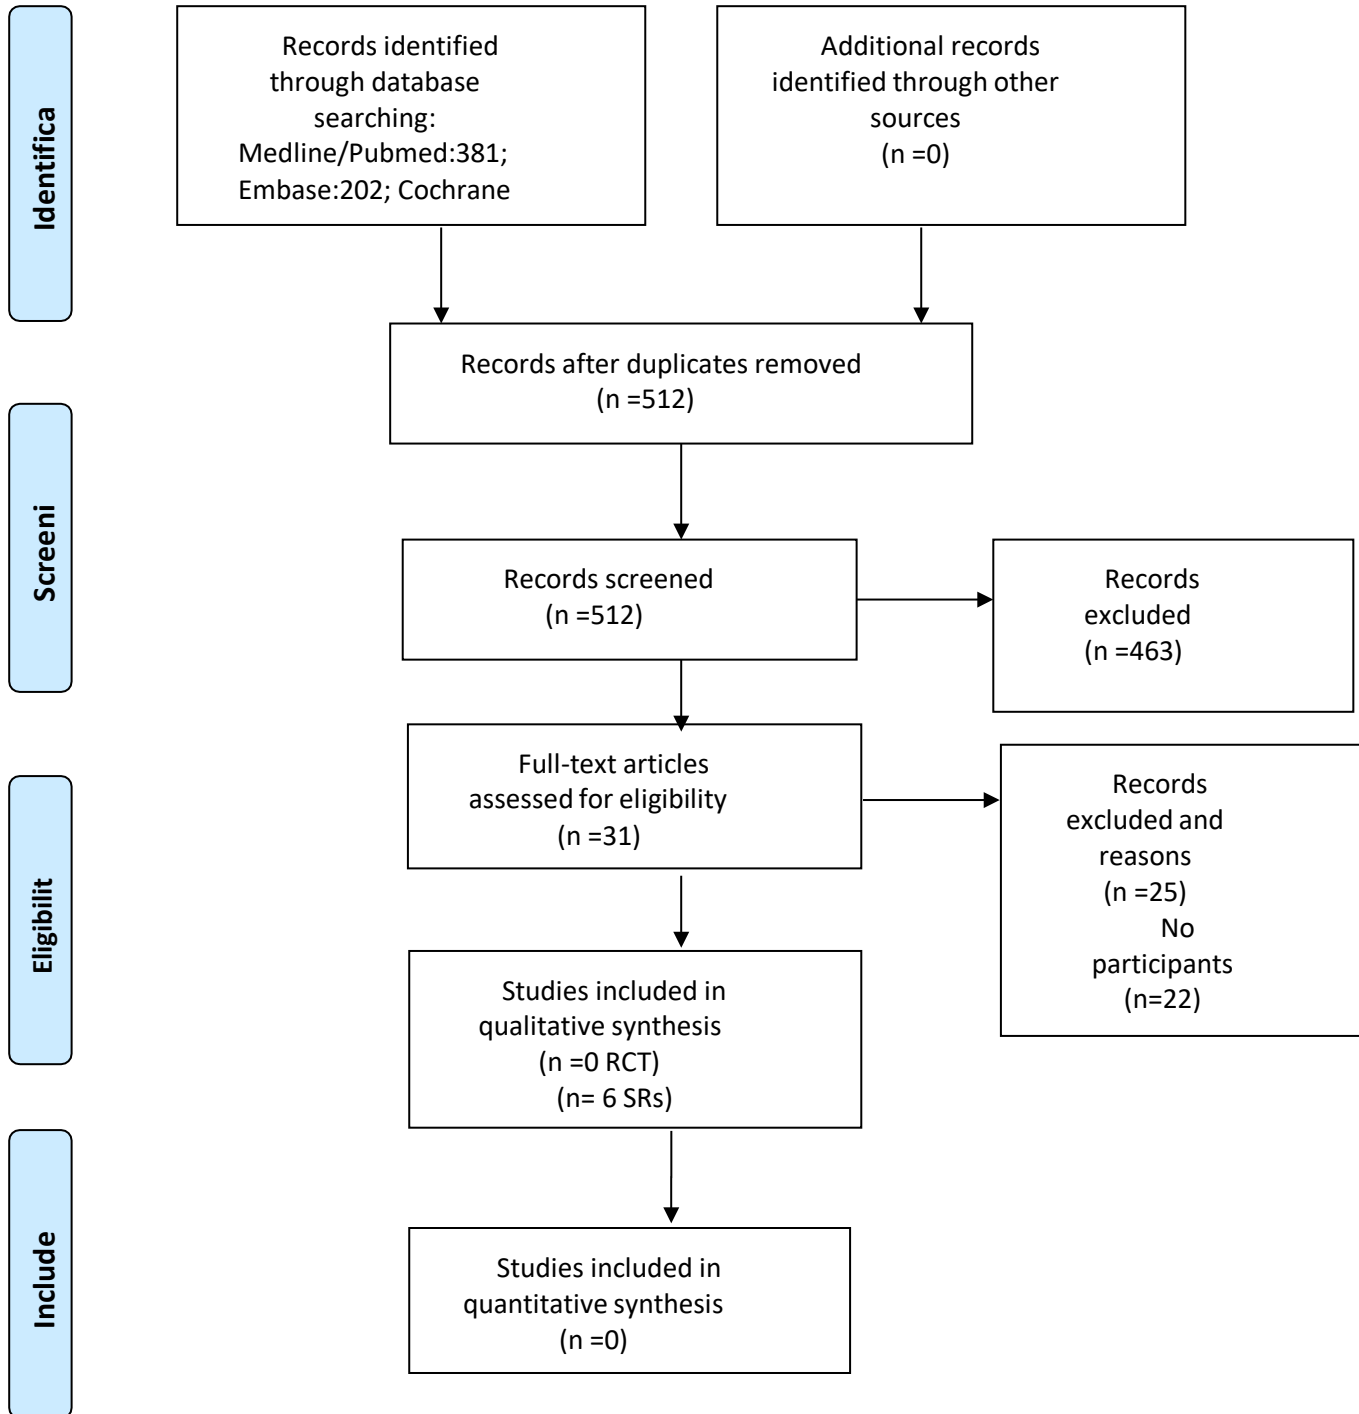 Identifica
Records identified
through database
searching:
Medline/Pubmed:381;
Embase:202; Cochrane
Additional records
identified through other
sources
(n =0)
Records after duplicates removed
(n =512)
Screeni
Records screened
(n =512)
Records
excluded
(n =463)
Eligibilit
Full-text articles
assessed for eligibility
(n =31)
Records
excluded and
reasons
(n =25)
No
participants
(n=22)
Studies included in
qualitative synthesis
(n =0 RCT)
(n= 6 SRs)
Include
Studies included in
quantitative synthesis
(n =0)